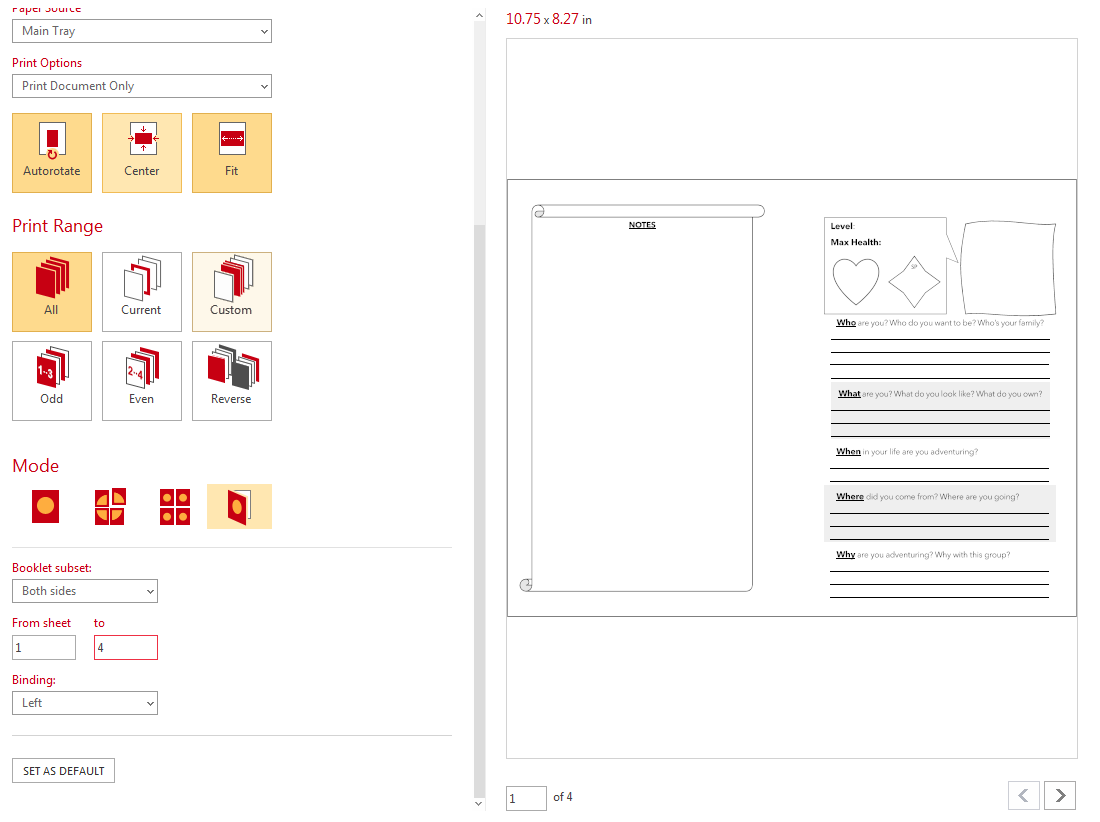 Paper Source
Main Tray
Print Options
Print Document Only
Autorotate
Center
Fit
Print Range
All
Current
Custom
1··3
Odd
2··4
Even
Reverse
Mode
Booklet subset:
Both sides
From sheet
to
1
4
Binding:
Left
SET AS DEFAULT
10.75 x 8.27 in
NOTES
Level:
Max Health:
SP
Who are you? Who do you want to be? Who's your family?
What are you? What do you look like? What do you own?
When in your life are you adventuring?
Where did you come from? Where are you going?
Why are you adventuring? Why with this group?
1
of 4